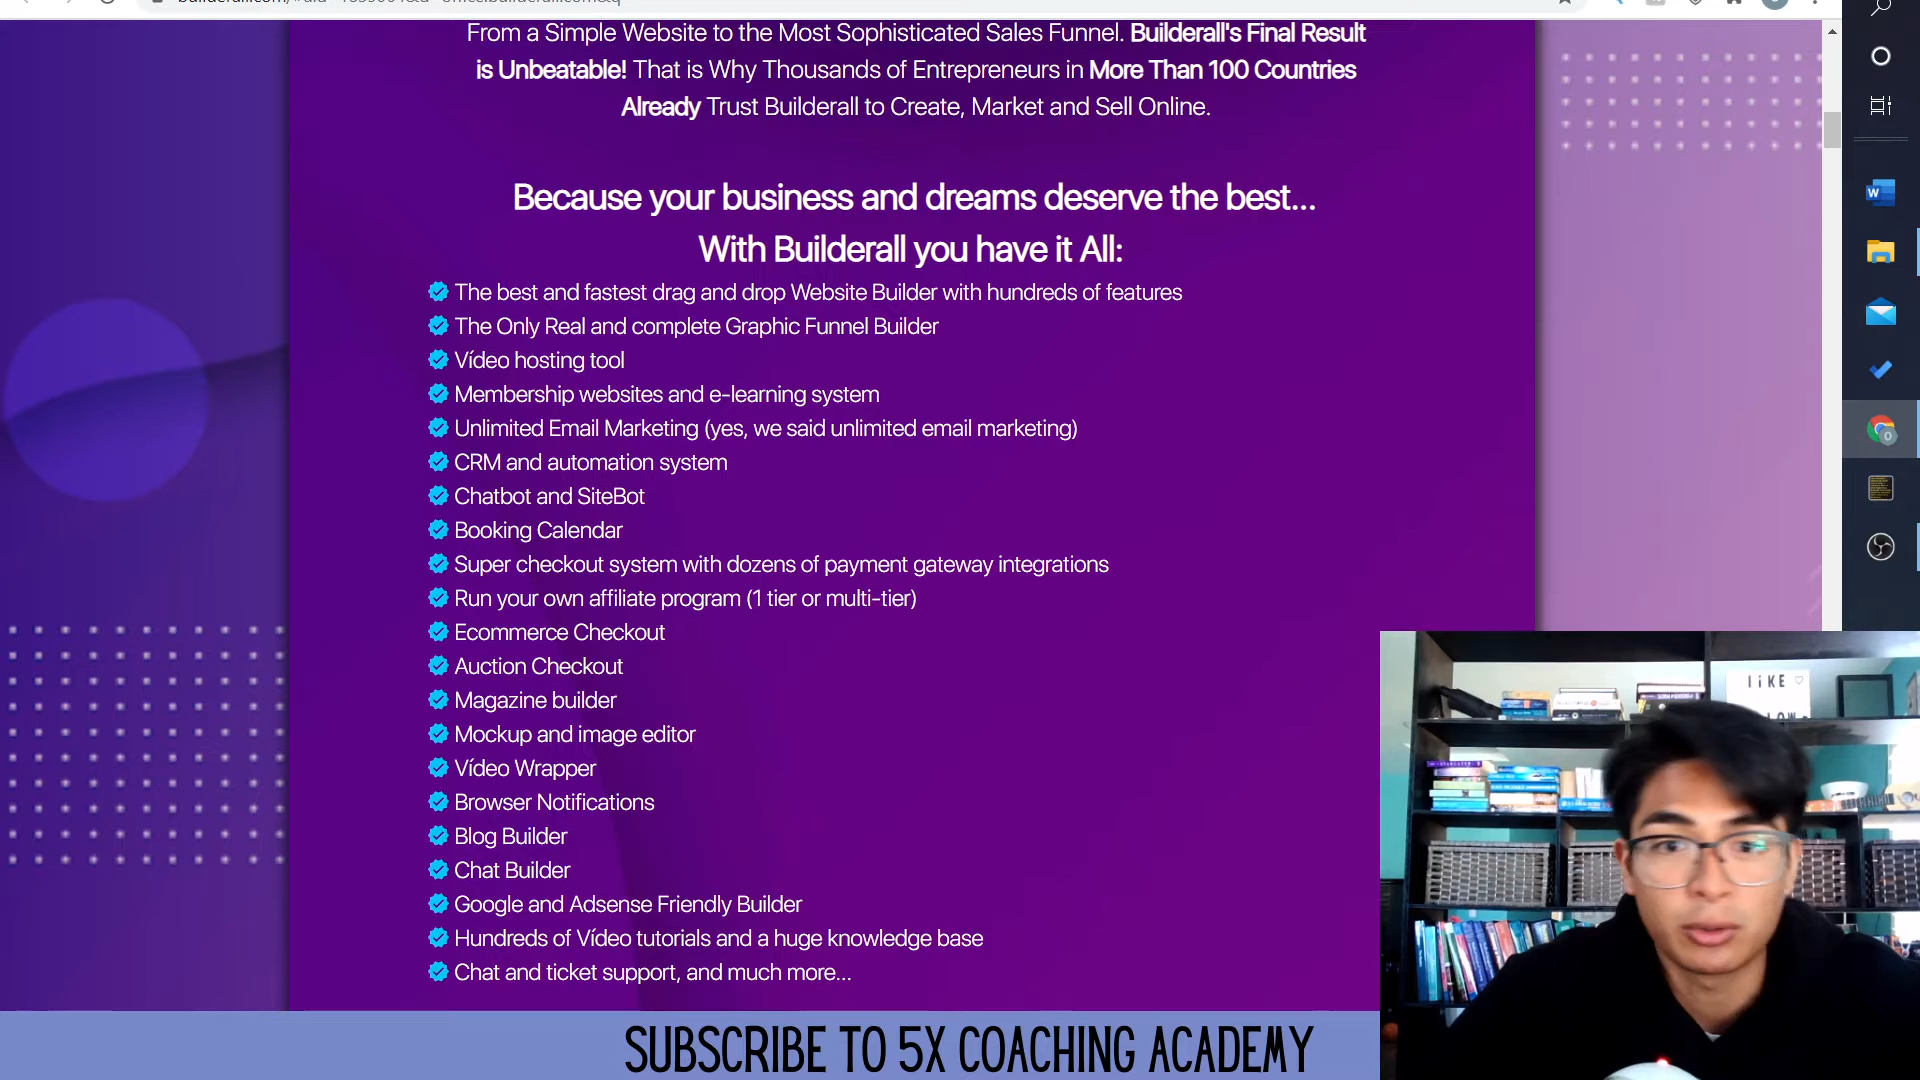 From a Simple Website to the Most Sophisticated Sales Funnel. Builderall's Final Result
is Unbeatable! That is Why Thousands of Entrepreneurs in More Than 100 Countries
Already Trust Builderall to Create, Market and Sell Online.
Because your business and dreams deserve the best...
With Builderall you have it All:
The best and fastest drag and drop Website Builder with hundreds of features
The Only Real and complete Graphic Funnel Builder
Vídeo hosting tool
Membership websites and e-learning system
Unlimited Email Marketing (yes, we said unlimited email marketing)
CRM and automation system
Chatbot and SiteBot
Booking Calendar
Super checkout system with dozens of payment gateway integrations
Run your own affiliate program (1 tier or multi-tier)
Ecommerce Checkout
Auction Checkout
Magazine builder
Mockup and image editor
Vídeo Wrapper
Browser Notifications
Blog Builder
Chat Builder
Google and Adsense Friendly Builder
Hundreds of Vídeo tutorials and a huge knowledge base
Chat and ticket support, and much more...
LIKE
SUBSCRIBE TO 5X COACHING ACADEMY